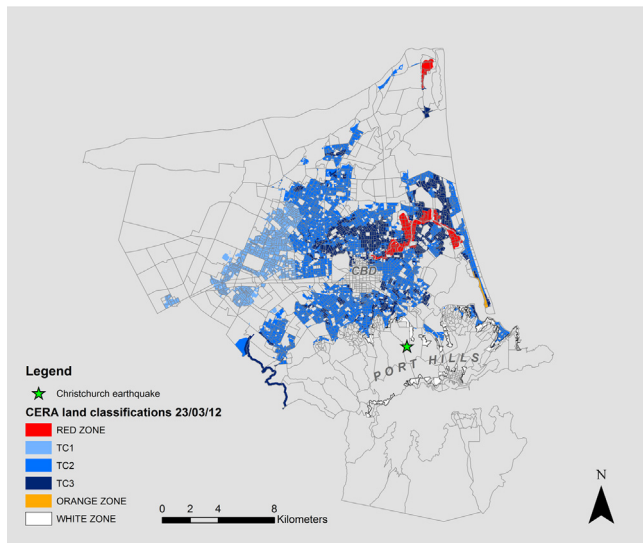 CBD
PORT HILLS
Legend
Christchurch earthquake
CERA land classifications 23/03/12
RED ZONE
TC1
TC2
TC3
ORANGE ZONE
WHITE ZONE
0 2 4 8
Kilometers
N